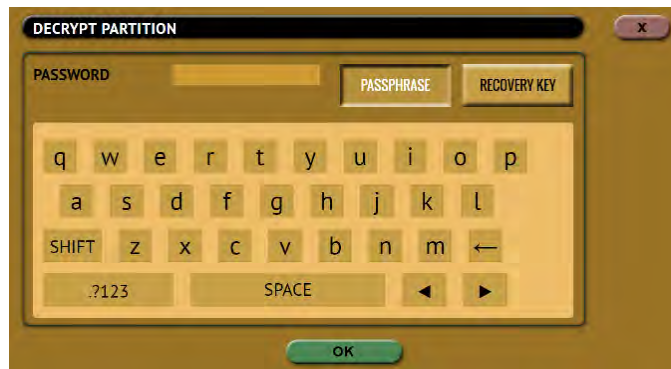 DECRYPT PARTITION X
PASSWORD PASSPHRASE RECOVERY KEY
q w e r t y u i o p
a s d f g h j k l
SHIFT z x c v b n m ←
.?123 SPACE ◄ ►
OK